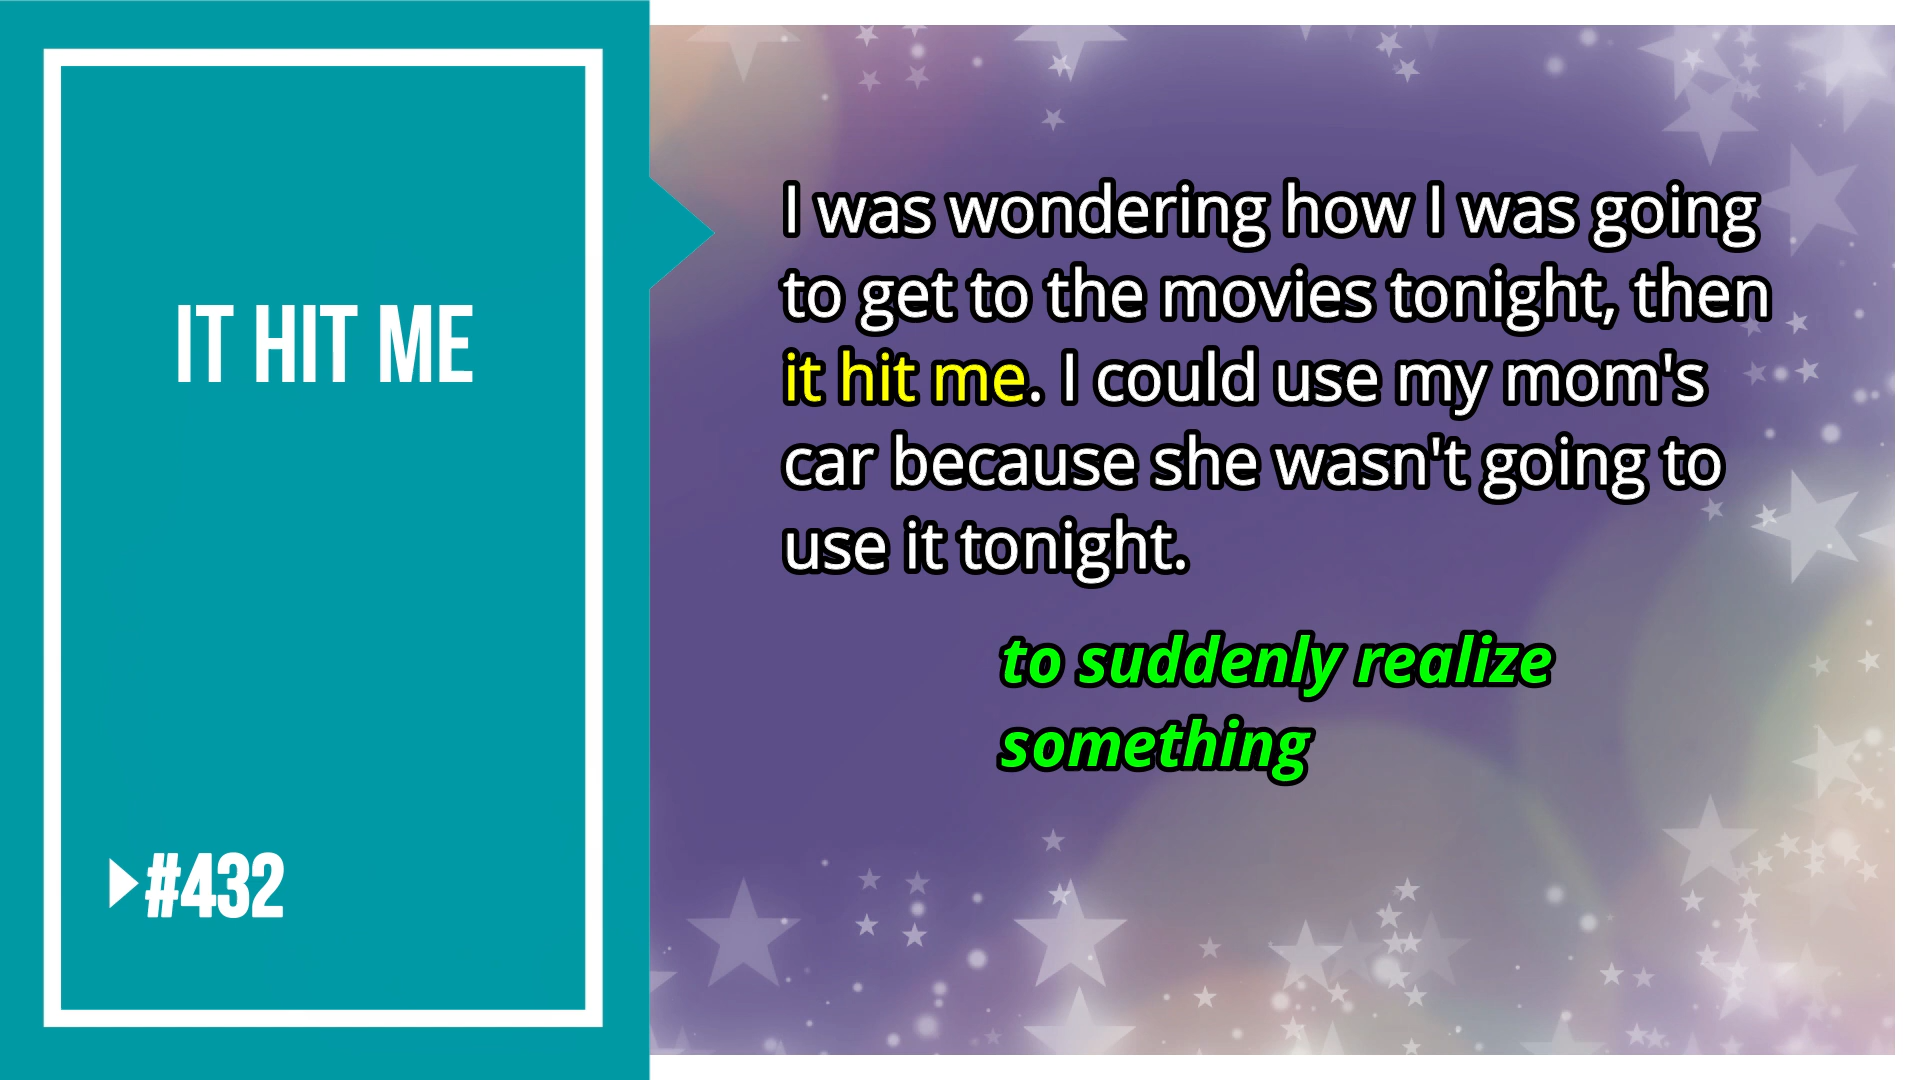 IT HIT ME
#432
I was wondering how I was going
to get to the movies tonight, then
it hit me. I could use my mom's
car because she wasn't going to
use it tonight.
to suddenly realize
something